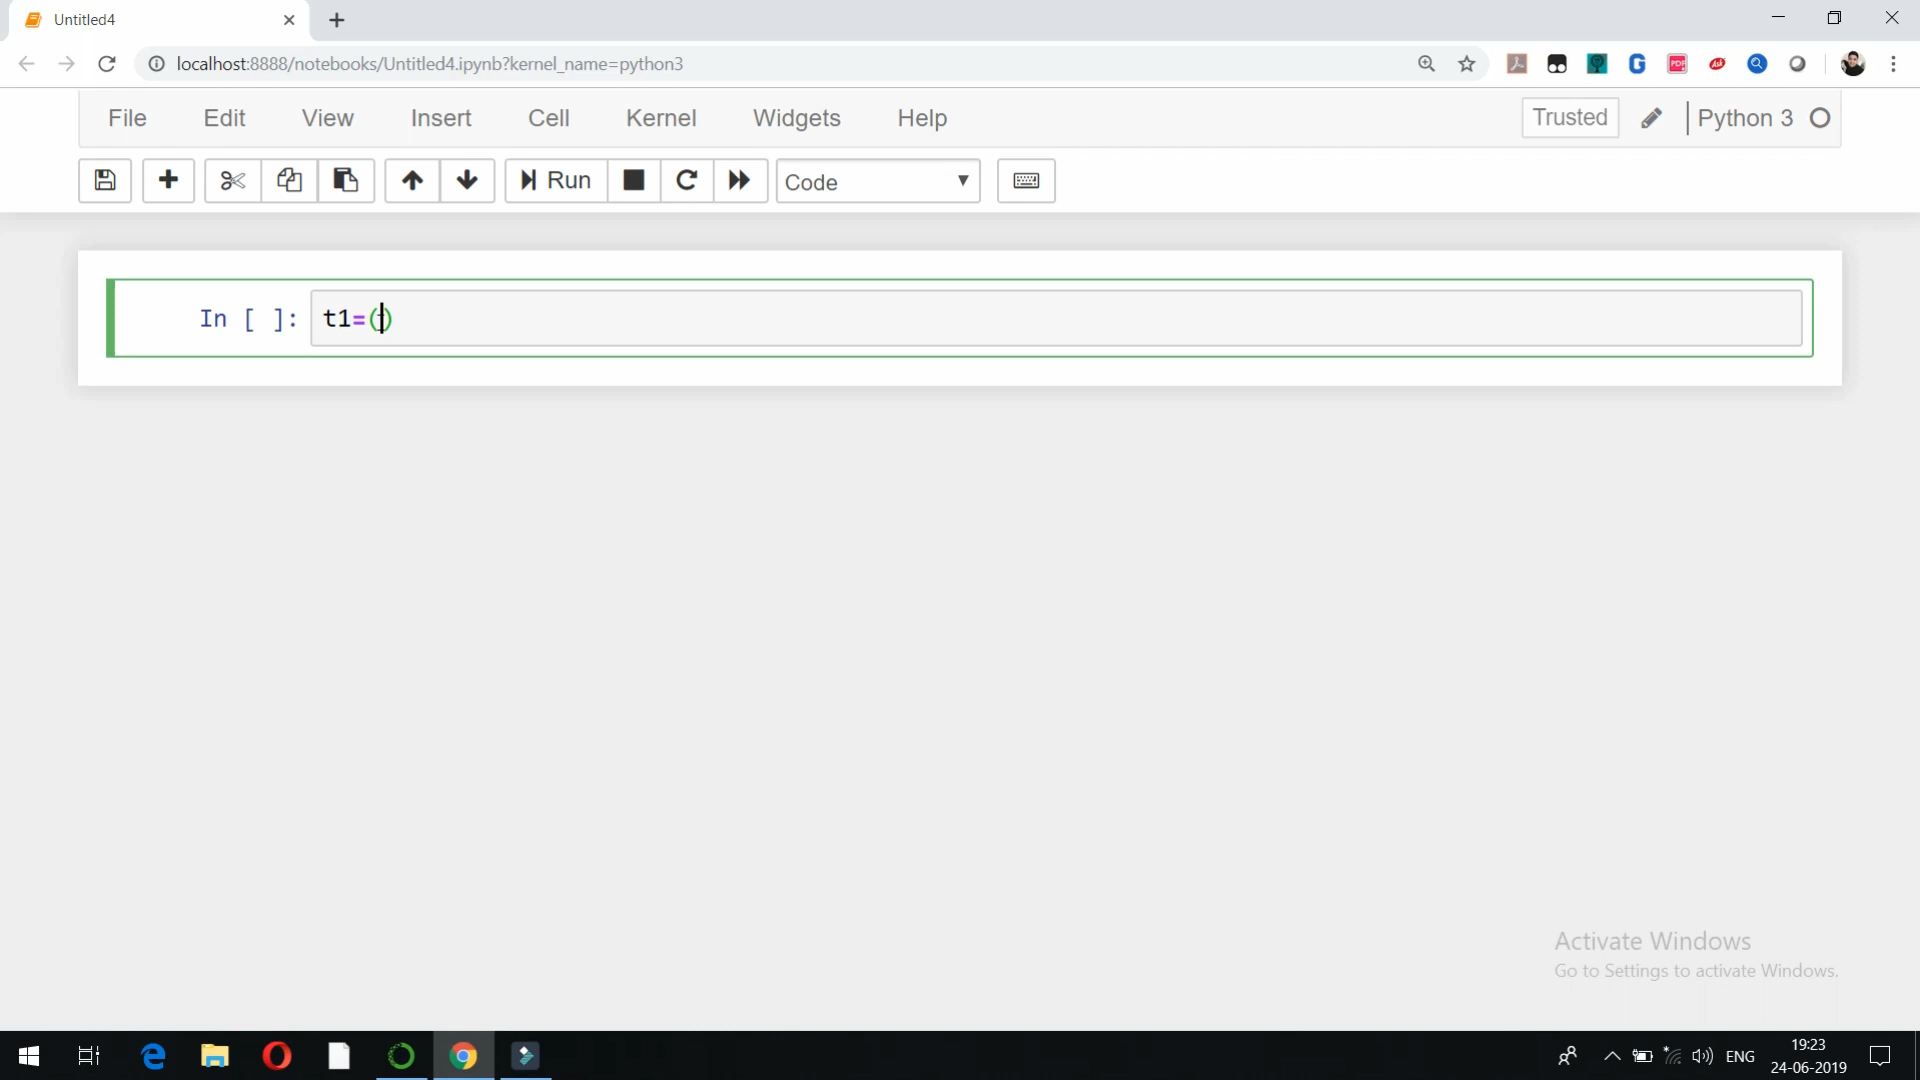 Untitled4
localhost:8888/notebooks/Untitled4.ipynb?kernel_name=python3
File Edit View Insert Cell Kernel Widgets Help Trusted Python 3
Run Code
In [ ]: t1=()
Activate Windows
Go to Settings to activate Windows.
ENG
19:23
24-06-2019